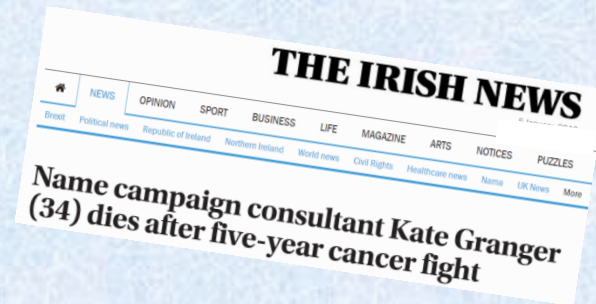 THE IRISH NEWS
NEWS OPINION SPORT BUSINESS LIFE MAGAZINE ARTS NOTICES PUZZLES
Brexit Political news Republic of Ireland Northern Ireland World news Civil Rights Healthcare news Nama UK News More
Name campaign consultant Kate Granger
(34) dies after five-year cancer fight